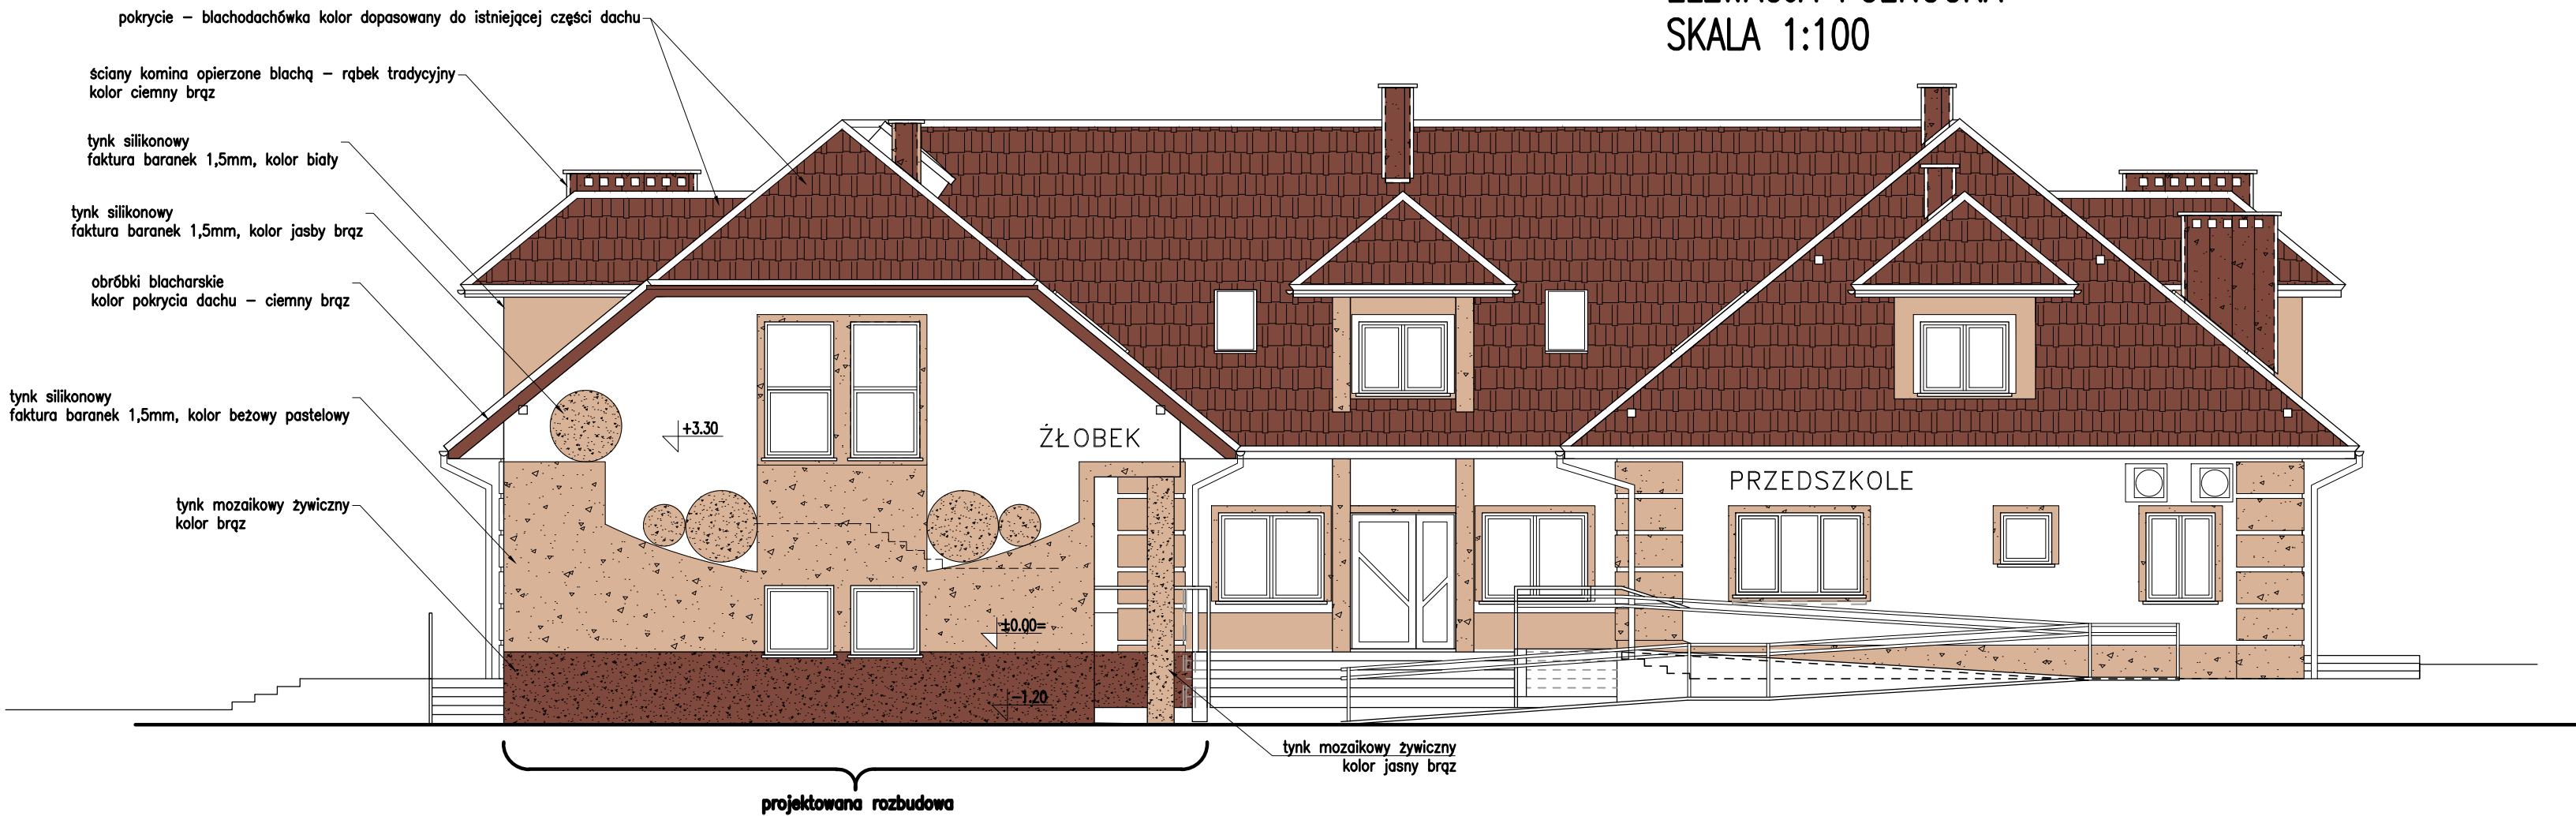 SKALA 1:100
pokrycie – blachodachówka kolor dopasowany do istniejącej części dachu
ściany komina opierzone blachą – rąbek tradycyjny
kolor ciemny brąz
tynk silikonowy
faktura baranek 1,5mm, kolor biały
tynk silikonowy
faktura baranek 1,5mm, kolor jasby brąz
obróbki blacharskie
kolor pokrycia dachu – ciemny brąz
tynk silikonowy
faktura baranek 1,5mm, kolor beżowy pastelowy
tynk mozaikowy żywiczny
kolor brąz
+3.30
ŹŁOBEK
PRZEDSZKOLE
±0.00=
-1.20
tynk mozaikowy żywiczny
kolor jasny brąz
projektowana rozbudowa